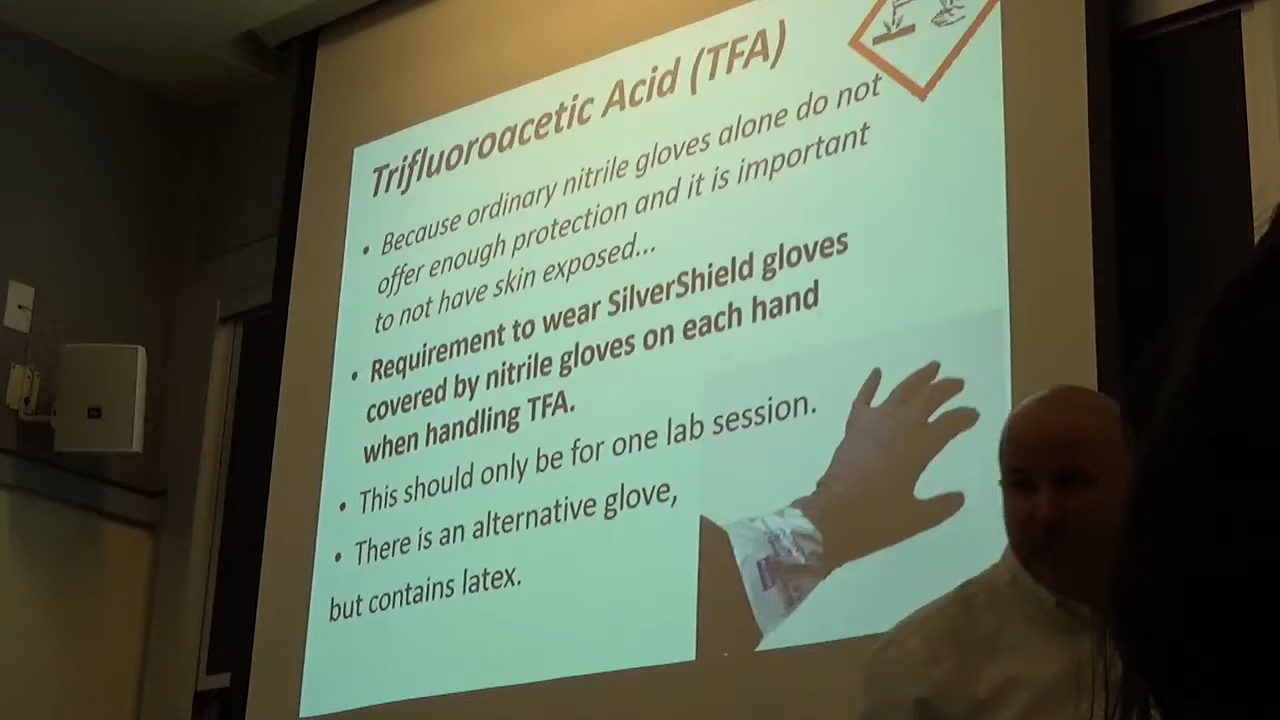 Trifluoroacetic Acid (TFA)
• Because ordinary nitrile gloves alone do not
offer enough protection and it is important
to not have skin exposed...
• Requirement to wear SilverShield gloves
covered by nitrile gloves on each hand
when handling TFA.
• This should only be for one lab session.
• There is an alternative glove,
but contains latex.